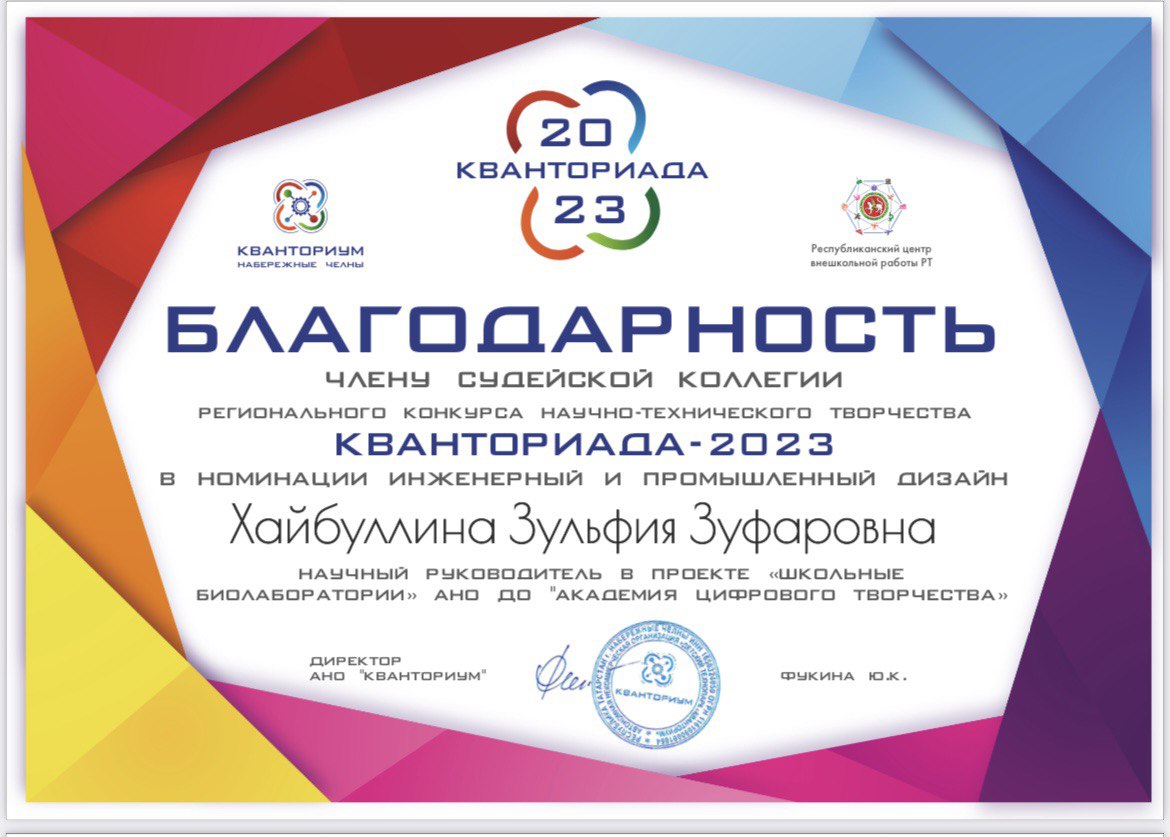 20
КВАНТОРИАДА
23
КВАНТОРИУМ
НАБЕРЕЖНЫЕ ЧЕЛНЫ
Республиканский центр
внешкольной работы РТ
БЛАГОДАРНОСТЬ
ЧЛЕНУ СУДЕЙСКОЙ КОЛЛЕГИИ
РЕГИОНАЛЬНОГО КОНКУРСА НАУЧНО-ТЕХНИЧЕСКОГО ТВОРЧЕСТВА
КВАНТОРИАДА-2023
В НОМИНАЦИИ ИНЖЕНЕРНЫЙ И ПРОМЫШЛЕННЫЙ ДИЗАЙН
Хайбуллина Зульфия Зуфаровна
НАУЧНЫЙ РУКОВОДИТЕЛЬ В ПРОЕКТЕ «ШКОЛЬНЫЕ
БИОЛАБОРАТОРИИ» АНО ДО "АКАДЕМИЯ ЦИФРОВОГО ТВОРЧЕСТВА»
ДИРЕКТОР
АНО "КВАНТОРИУМ"
КВАНТОРИУМ
ФУКИНА Ю.К.